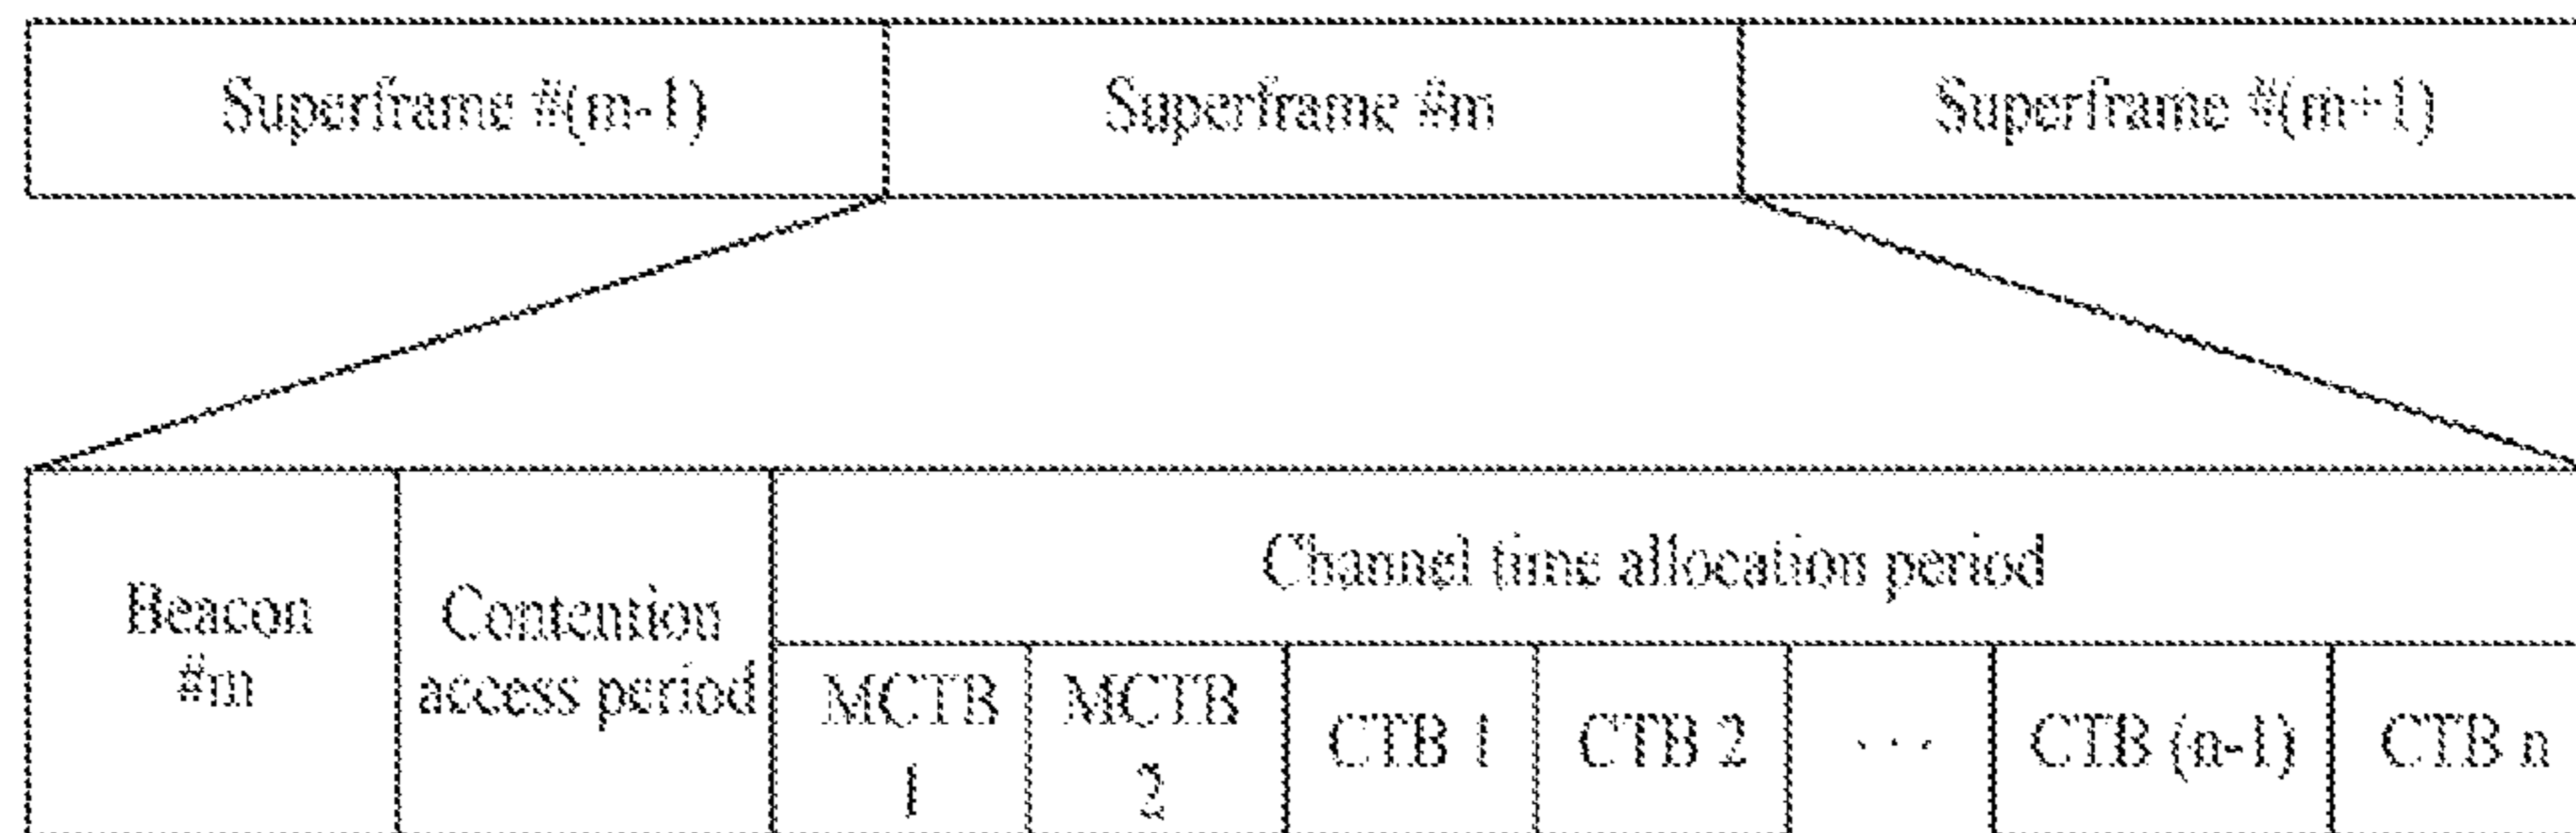 Superframe #(m-1)
Superframe #m
Superframe #(m+1)
Beacon
#m
Contention
access period
Channel time allocation period
MCTB
1
MCTB
2
CTB 1
CTB 2
...
CTB (n-1)
CTB n